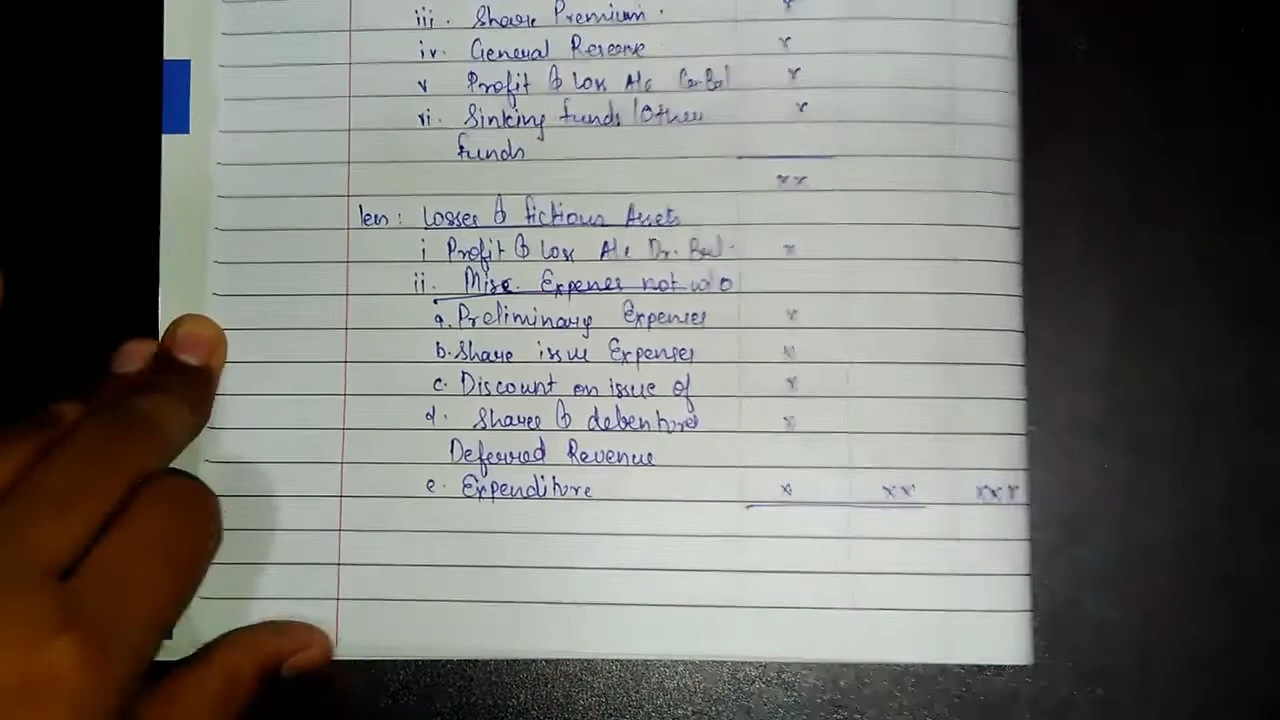 iii. Share Premium. x
iv. General Reserve x
v Profit & Loss A/c Cr. Bal x
vi. Sinking funds / Other x
funds
xx
less: Losses & fictious Assets
i Profit & Loss A/c Dr. Bal. x
ii. Misc. Expenses not w/o
a. Preliminary Expenses x
b. Share issue Expenses x
c. Discount on issue of x
d. Shares & debentures x
Deferred Revenue
e. Expenditure x xx xxx